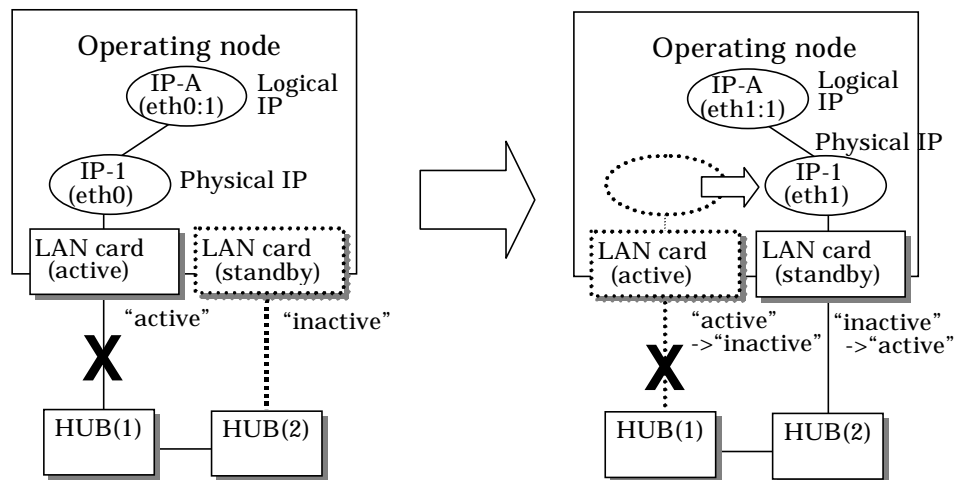 Operating node
IP-A
(eth0:1)
Logical
IP
IP-1
(eth0)
Physical IP
LAN card
(active)
LAN card
(standby)
“active”
“inactive”
X
HUB(1)
HUB(2)
Operating node
IP-A
(eth1:1)
Logical
IP
Physical IP
IP-1
(eth1)
LAN card
(active)
LAN card
(standby)
“active”
->“inactive”
“inactive”
->“active”
X
HUB(1)
HUB(2)